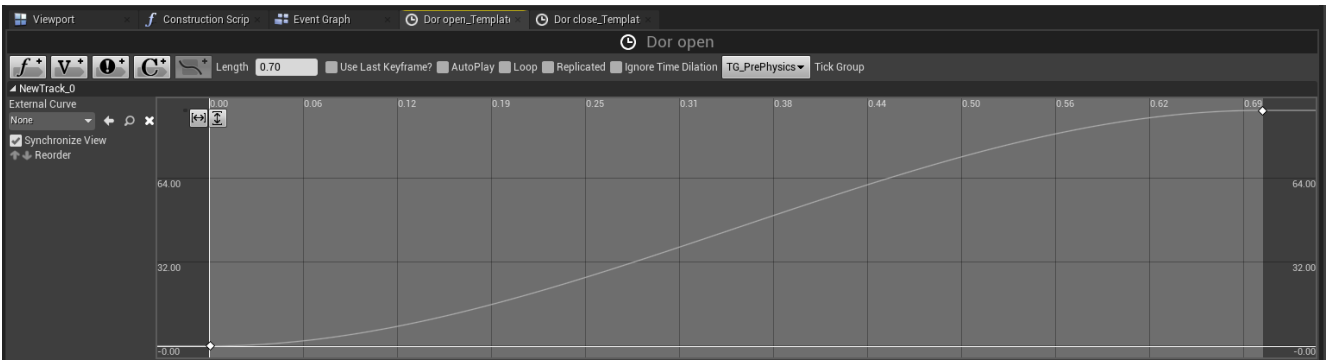 Viewport
Construction Scrip
Event Graph
Dor open_Templat
Dor close_Templat
Dor open
Length 0.70 Use Last Keyframe? AutoPlay Loop Replicated Ignore Time Dilation TG_PrePhysics Tick Group
NewTrack_0
External Curve
None
Synchronize View
Reorder
0.00 0.06 0.12 0.19 0.25 0.31 0.38 0.44 0.50 0.56 0.62 0.69
64.00 64.00
32.00 32.00
-0.00 -0.00